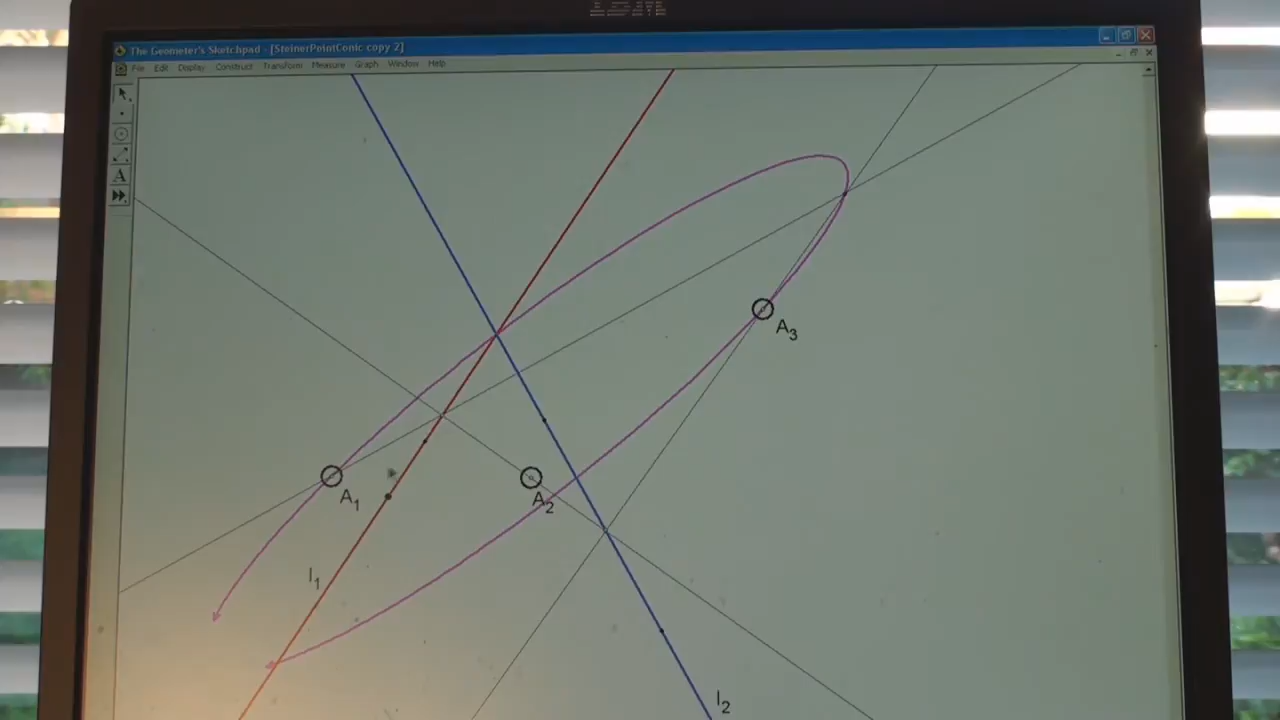 The Geometer's Sketchpad - [SteinerPointConic copy 2]
File Edit Display Construct Transform Measure Graph Window Help
A
A3
A1
A2
l1
l2